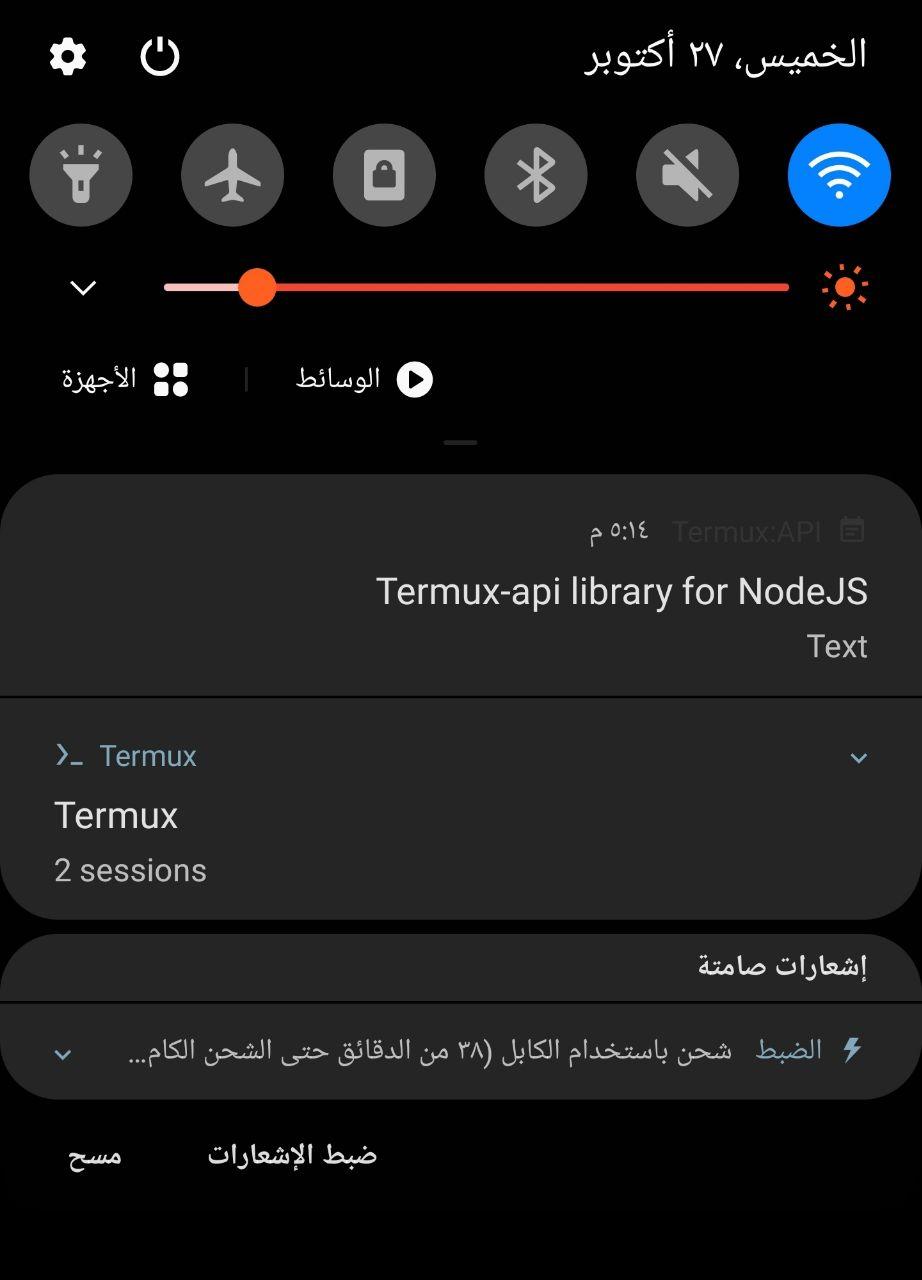 الخميس، ٢٧ أكتوبر
الوسائط
الأجهزة
Termux:API ٥:١٤ م
Termux-api library for NodeJS
Text
Termux
Termux
2 sessions
إشعارات صامتة
الضبط شحن باستخدام الكابل (٣٨ من الدقائق حتى الشحن الكام...
ضبط الإشعارات
مسح